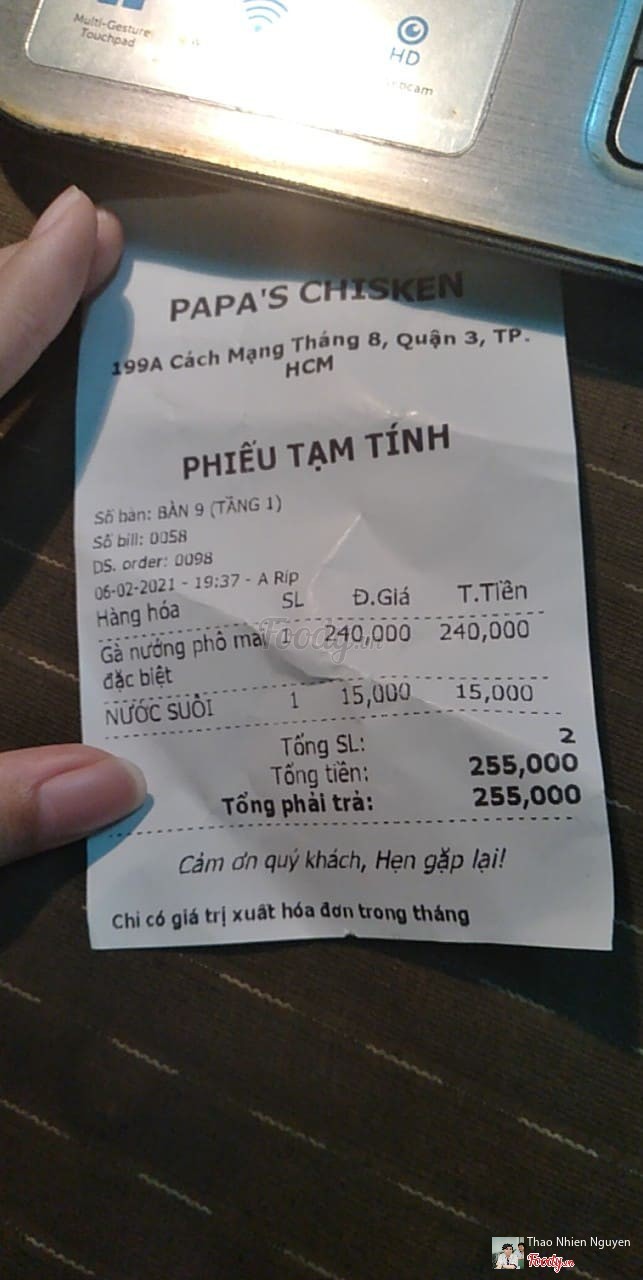 Multi-Gesture
Touchpad
HD
PAPA'S CHISKEN
199A Cách Mạng Tháng 8, Quận 3, TP.
HCM
PHIẾU TẠM TÍNH
Số bàn: BÀN 9 (TẦNG 1)
Số bill: 0058
DS. order: 0098
06-02-2021 - 19:37 - A Ríp
Hàng hóa SL Đ.Giá T.Tiền
Gà nướng phô mai 1 240,000 240,000
đặc biệt
NƯỚC SUỐI 1 15,000 15,000
Tổng SL: 2
Tổng tiền: 255,000
Tổng phải trả: 255,000
Cảm ơn quý khách, Hẹn gặp lại!
Chỉ có giá trị xuất hóa đơn trong tháng
Foody.vn
Thao Nhien Nguyen
Foody.vn